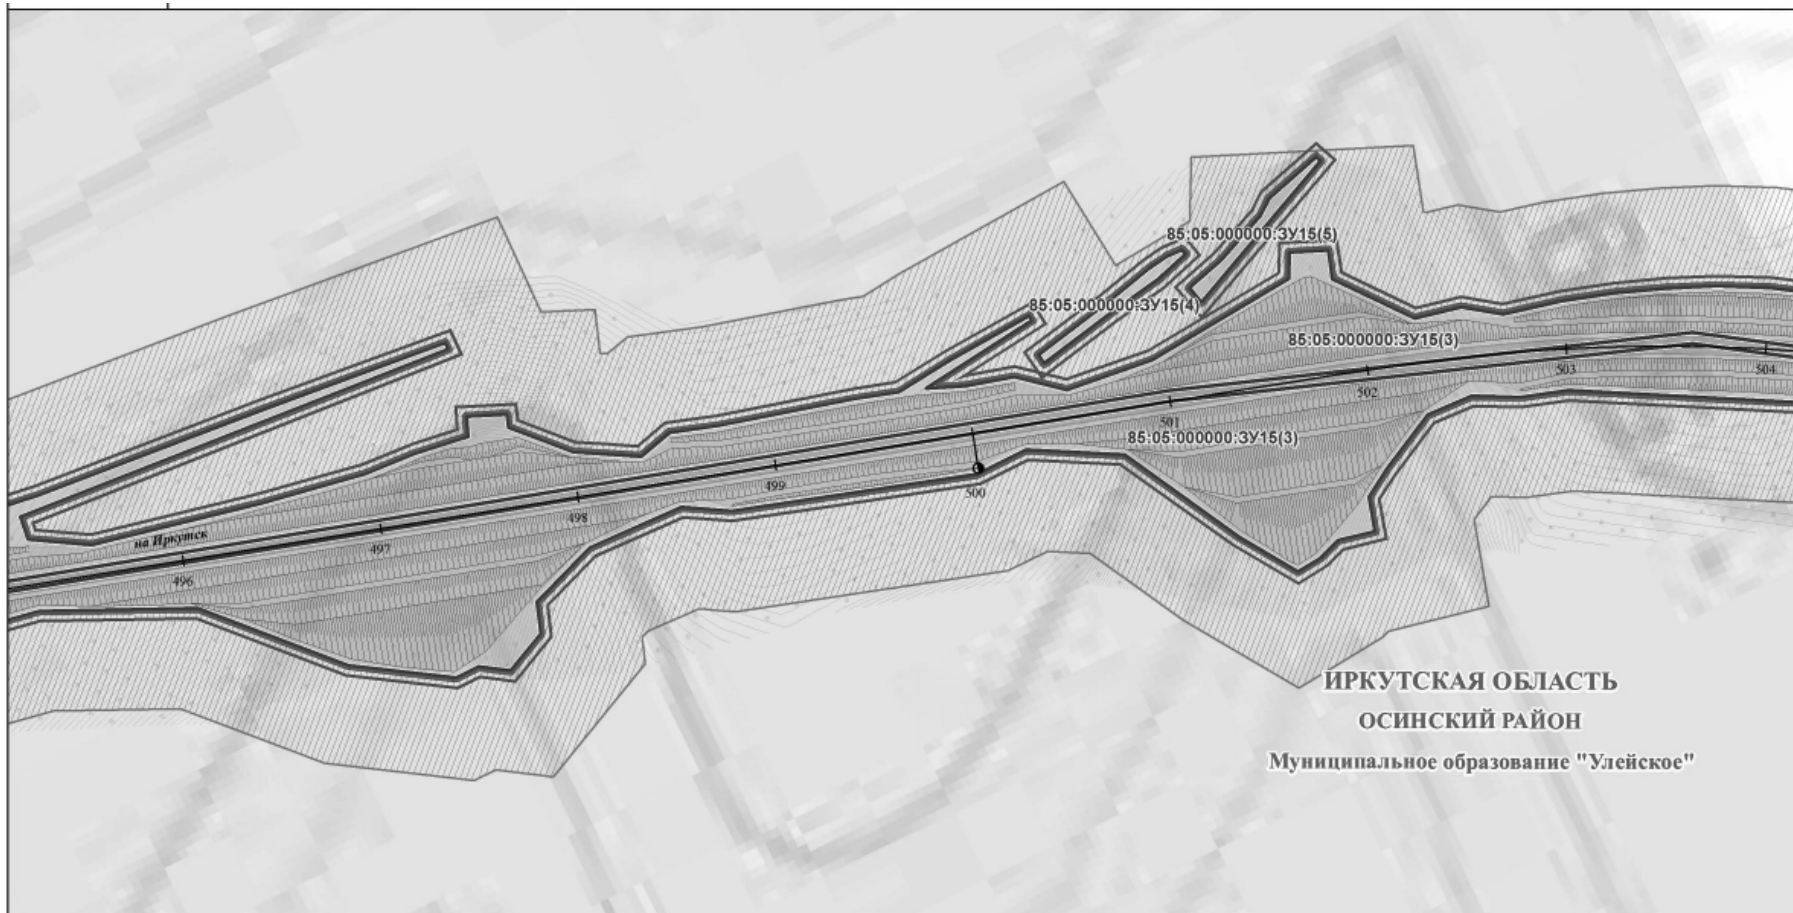 85:05:000000:ЗУ15(5)
85:05:000000:ЗУ15(4)
85:05:000000:ЗУ15(3)
503
504
502
501
85:05:000000:ЗУ15(3)
499
500
498
на Иркутск
497
496
ИРКУТСКАЯ ОБЛАСТЬ
ОСИНСКИЙ РАЙОН
Муниципальное образование "Улейское"